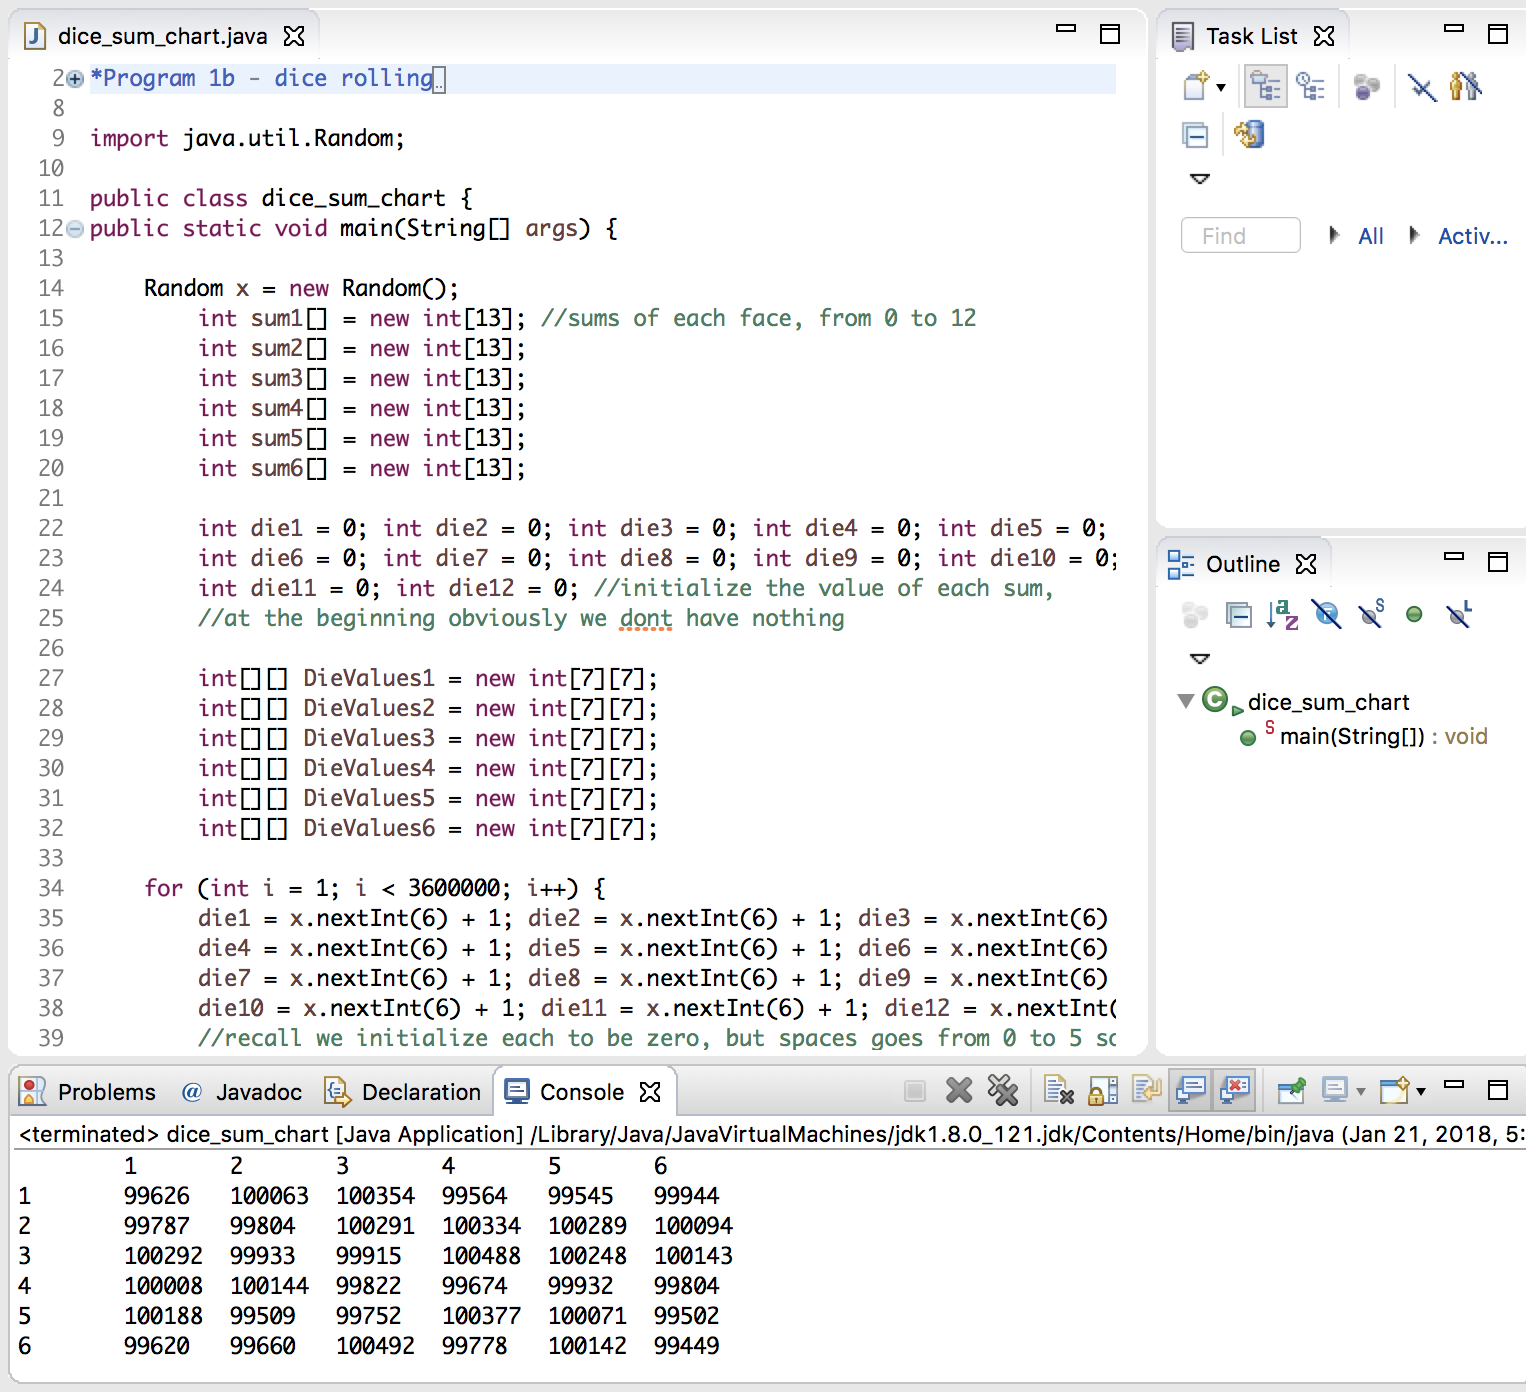 dice_sum_chart.java
2 *Program 1b - dice rolling..
8
9 import java.util.Random;
10
11 public class dice_sum_chart {
12 public static void main(String[] args) {
13
14 Random x = new Random();
15 int sum1[] = new int[13]; //sums of each face, from 0 to 12
16 int sum2[] = new int[13];
17 int sum3[] = new int[13];
18 int sum4[] = new int[13];
19 int sum5[] = new int[13];
20 int sum6[] = new int[13];
21
22 int die1 = 0; int die2 = 0; int die3 = 0; int die4 = 0; int die5 = 0;
23 int die6 = 0; int die7 = 0; int die8 = 0; int die9 = 0; int die10 = 0;
24 int die11 = 0; int die12 = 0; //initialize the value of each sum,
25 //at the beginning obviously we dont have nothing
26
27 int[][] DieValues1 = new int[7][7];
28 int[][] DieValues2 = new int[7][7];
29 int[][] DieValues3 = new int[7][7];
30 int[][] DieValues4 = new int[7][7];
31 int[][] DieValues5 = new int[7][7];
32 int[][] DieValues6 = new int[7][7];
33
34 for (int i = 1; i < 3600000; i++) {
35 die1 = x.nextInt(6) + 1; die2 = x.nextInt(6) + 1; die3 = x.nextInt(6)
36 die4 = x.nextInt(6) + 1; die5 = x.nextInt(6) + 1; die6 = x.nextInt(6)
37 die7 = x.nextInt(6) + 1; die8 = x.nextInt(6) + 1; die9 = x.nextInt(6)
38 die10 = x.nextInt(6) + 1; die11 = x.nextInt(6) + 1; die12 = x.nextInt(
39 //recall we initialize each to be zero, but spaces goes from 0 to 5 so
Task List
Find All Activ...
Outline
dice_sum_chart
main(String[]) : void
Problems Javadoc Declaration Console
<terminated> dice_sum_chart [Java Application] /Library/Java/JavaVirtualMachines/jdk1.8.0_121.jdk/Contents/Home/bin/java (Jan 21, 2018, 5:
1 2 3 4 5 6
1 99626 100063 100354 99564 99545 99944
2 99787 99804 100291 100334 100289 100094
3 100292 99933 99915 100488 100248 100143
4 100008 100144 99822 99674 99932 99804
5 100188 99509 99752 100377 100071 99502
6 99620 99660 100492 99778 100142 99449